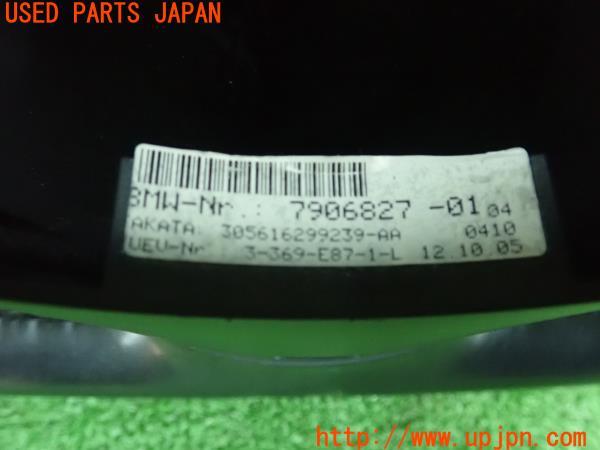 USED PARTS JAPAN
BMW-Nr.: 7906827 -01 04
AKATA: 305616299239-AA 0410
UEU-Nr 3-369-E87-1-L 12.10.05
http://www.upjpn.com